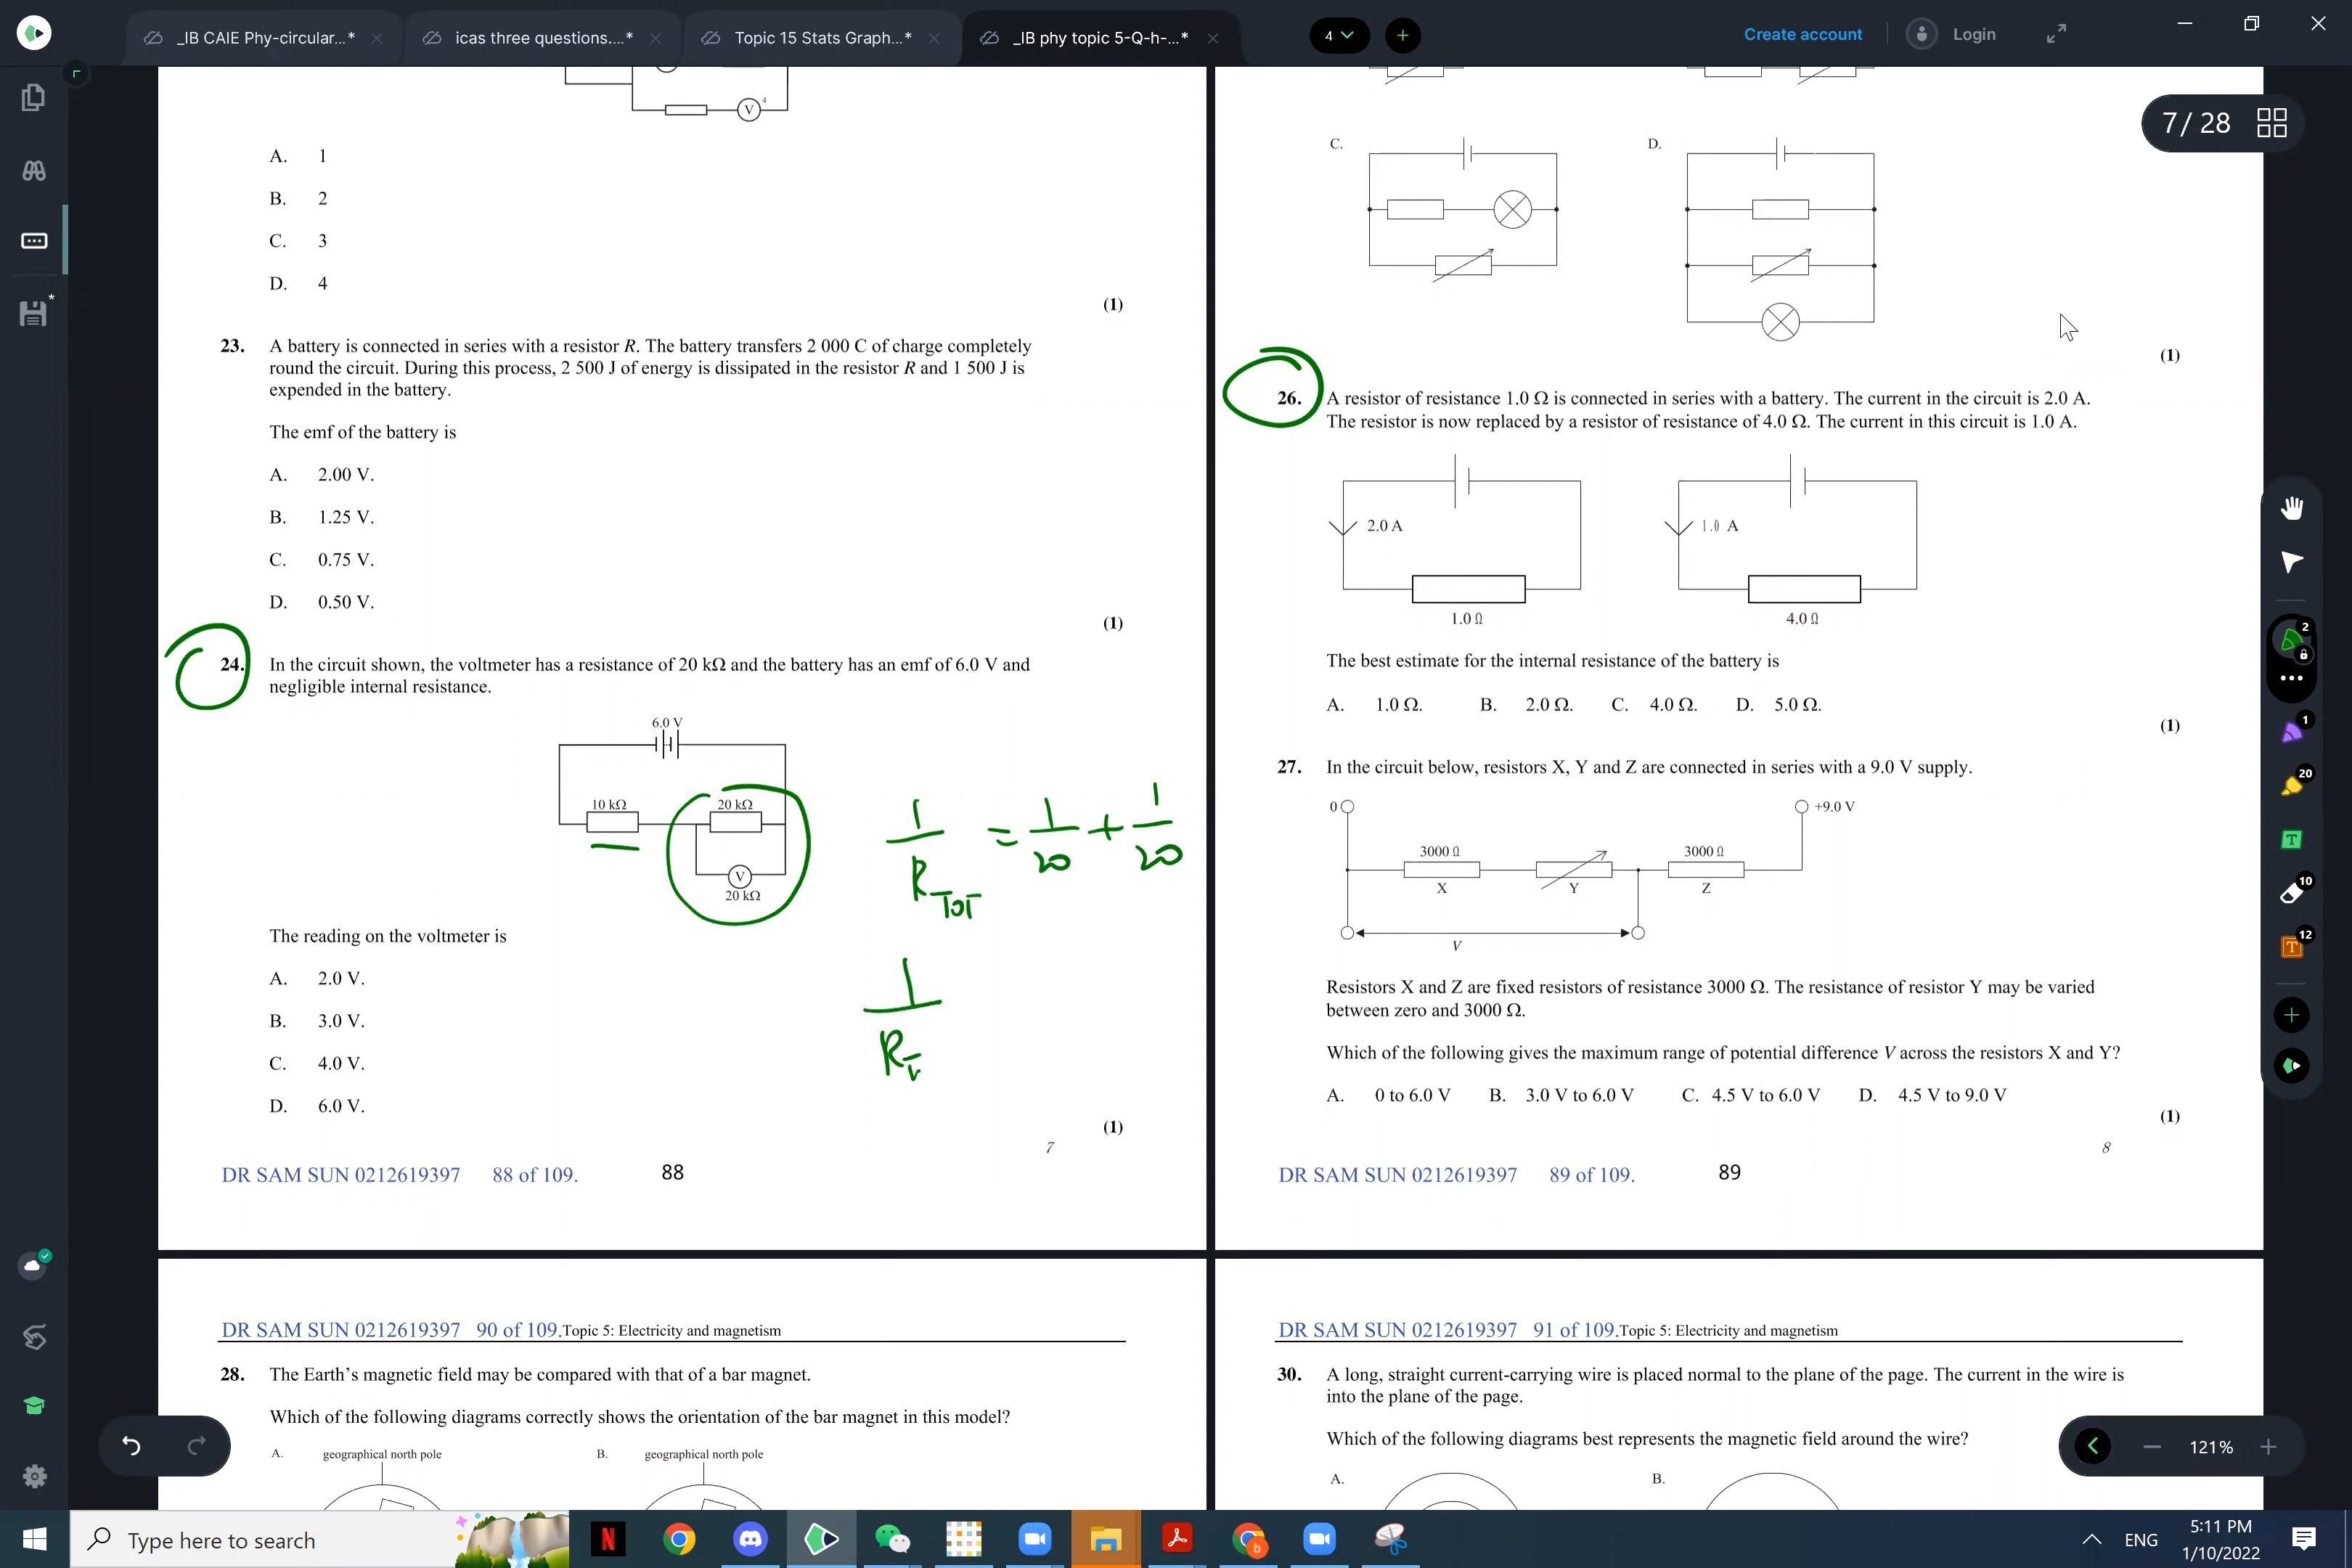 _IB CAIE Phy-circular...*
icas three questions....*
Topic 15 Stats Graph...*
_IB phy topic 5-Q-h-...*
4
Create account
Login
7/ 28
V
4
A. 1
B. 2
C. 3
D. 4
(1)
23. A battery is connected in series with a resistor R. The battery transfers 2 000 C of charge completely
round the circuit. During this process, 2 500 J of energy is dissipated in the resistor R and 1 500 J is
expended in the battery.
The emf of the battery is
A. 2.00 V.
B. 1.25 V.
C. 0.75 V.
D. 0.50 V.
(1)
24. In the circuit shown, the voltmeter has a resistance of 20 kΩ and the battery has an emf of 6.0 V and
negligible internal resistance.
6.0 V
10 kΩ
20 kΩ
V
20 kΩ
1/R_TOT = 1/20 + 1/20
1/R_T
The reading on the voltmeter is
A. 2.0 V.
B. 3.0 V.
C. 4.0 V.
D. 6.0 V.
(1)
7
DR SAM SUN 0212619397 88 of 109.
88
C.
D.
(1)
26. A resistor of resistance 1.0 Ω is connected in series with a battery. The current in the circuit is 2.0 A.
The resistor is now replaced by a resistor of resistance of 4.0 Ω. The current in this circuit is 1.0 A.
2.0 A
1.0 A
1.0 Ω
4.0 Ω
The best estimate for the internal resistance of the battery is
A. 1.0 Ω. B. 2.0 Ω. C. 4.0 Ω. D. 5.0 Ω.
(1)
27. In the circuit below, resistors X, Y and Z are connected in series with a 9.0 V supply.
0
+9.0 V
3000 Ω
3000 Ω
X
Y
Z
V
Resistors X and Z are fixed resistors of resistance 3000 Ω. The resistance of resistor Y may be varied
between zero and 3000 Ω.
Which of the following gives the maximum range of potential difference V across the resistors X and Y?
A. 0 to 6.0 V B. 3.0 V to 6.0 V C. 4.5 V to 6.0 V D. 4.5 V to 9.0 V
(1)
8
DR SAM SUN 0212619397 89 of 109.
89
DR SAM SUN 0212619397 90 of 109.Topic 5: Electricity and magnetism
28. The Earth's magnetic field may be compared with that of a bar magnet.
Which of the following diagrams correctly shows the orientation of the bar magnet in this model?
A. geographical north pole
B. geographical north pole
DR SAM SUN 0212619397 91 of 109.Topic 5: Electricity and magnetism
30. A long, straight current-carrying wire is placed normal to the plane of the page. The current in the wire is
into the plane of the page.
Which of the following diagrams best represents the magnetic field around the wire?
A.
B.
2
1
20
T
10
12
T
121%
Type here to search
N
b
ENG
5:11 PM
1/10/2022